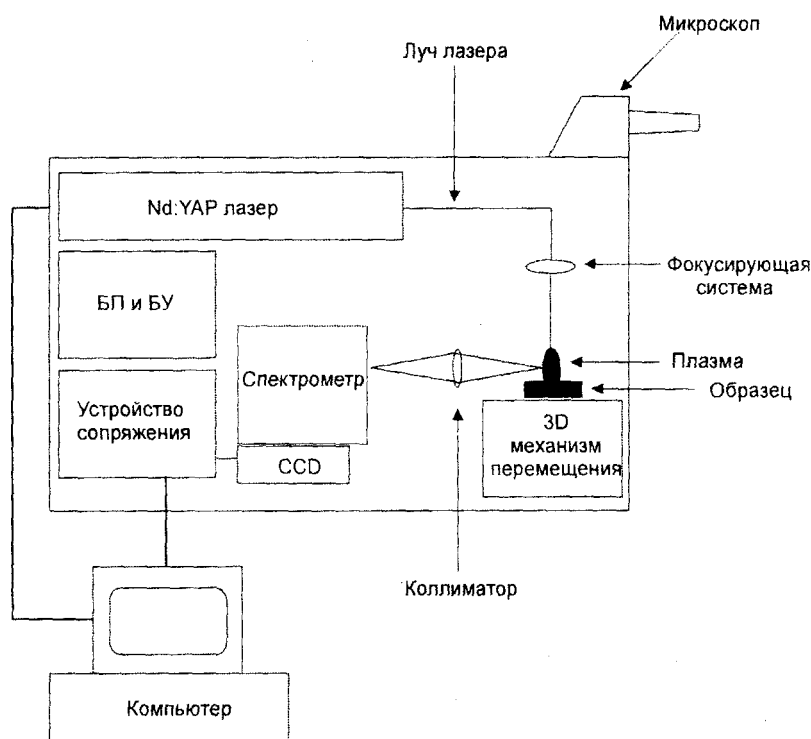 Микроскоп
Луч лазера
Nd:YAP лазер
Фокусирующая
система
БП и БУ
Плазма
Спектрометр
Образец
Устройство
сопряжения
3D
механизм
перемещения
CCD
Коллиматор
Компьютер